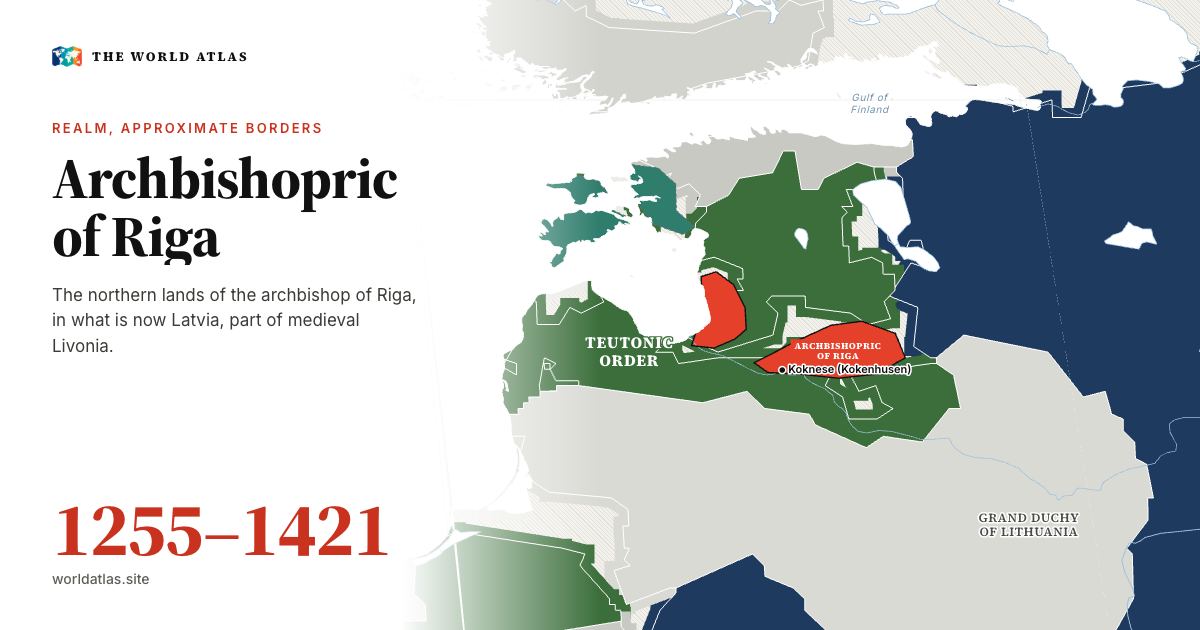 THE WORLD ATLAS
REALM, APPROXIMATE BORDERS
Archbishopric
of Riga
The northern lands of the archbishop of Riga,
in what is now Latvia, part of medieval
Livonia.
1255–1421
worldatlas.site
Gulf of
Finland
TEUTONIC
ORDER
ARCHBISHOPRIC
OF RIGA
Koknese (Kokenhusen)
GRAND DUCHY
OF LITHUANIA